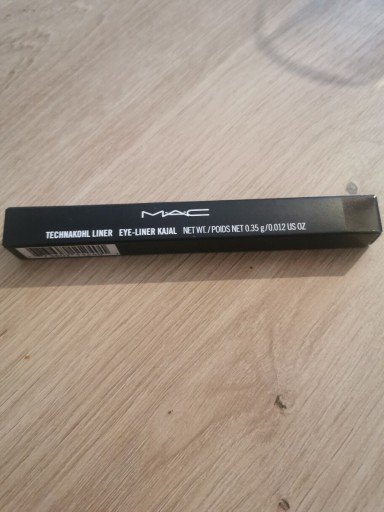 MAC
TECHNAKOHL LINER EYE-LINER KAJAL NET WT./POIDS NET 0.35 g/0.012 US OZ